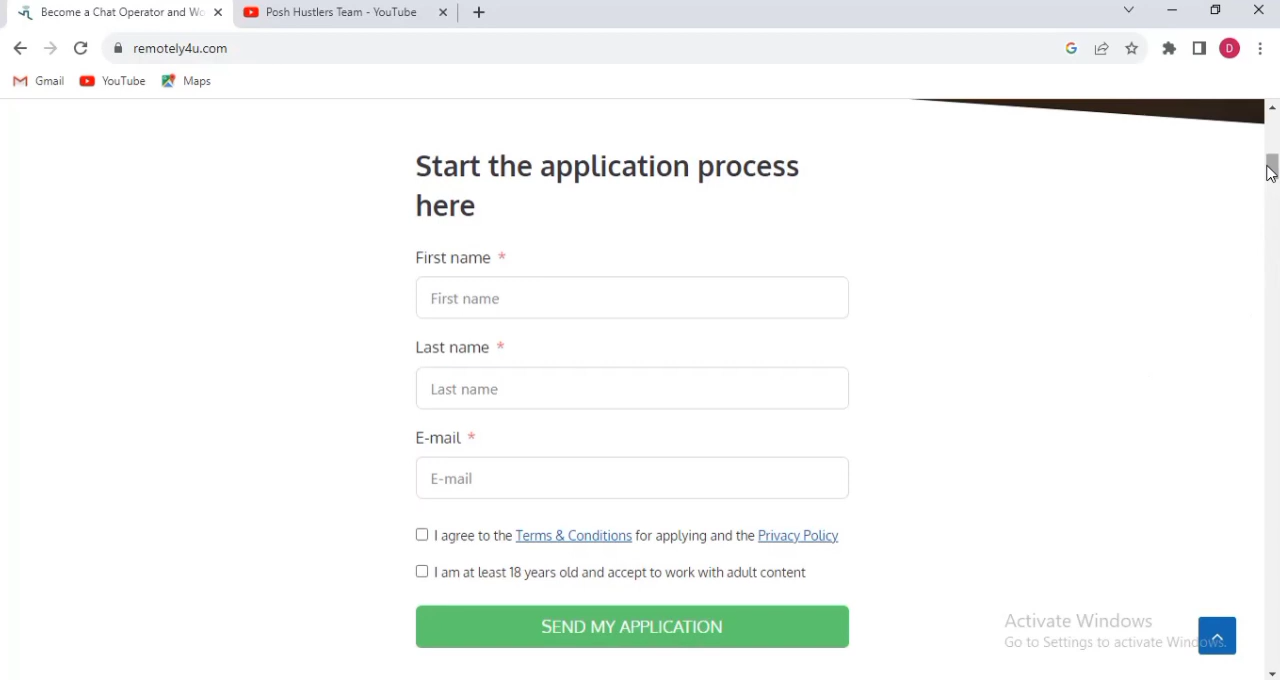 Become a Chat Operator and Wo
Posh Hustlers Team - YouTube
remotely4u.com
G
D
Gmail
YouTube
Maps
Start the application process
here
First name *
First name
Last name *
Last name
E-mail *
E-mail
I agree to the Terms & Conditions for applying and the Privacy Policy
I am at least 18 years old and accept to work with adult content
SEND MY APPLICATION
Activate Windows
Go to Settings to activate Windows.